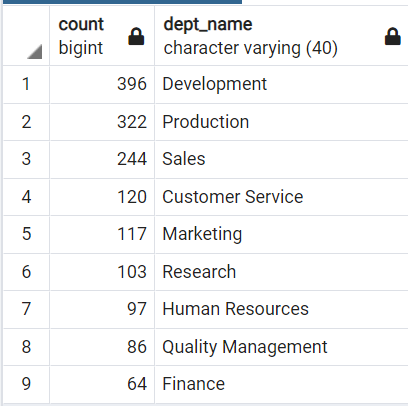 count dept_name
bigint character varying (40)
1 396 Development
2 322 Production
3 244 Sales
4 120 Customer Service
5 117 Marketing
6 103 Research
7 97 Human Resources
8 86 Quality Management
9 64 Finance